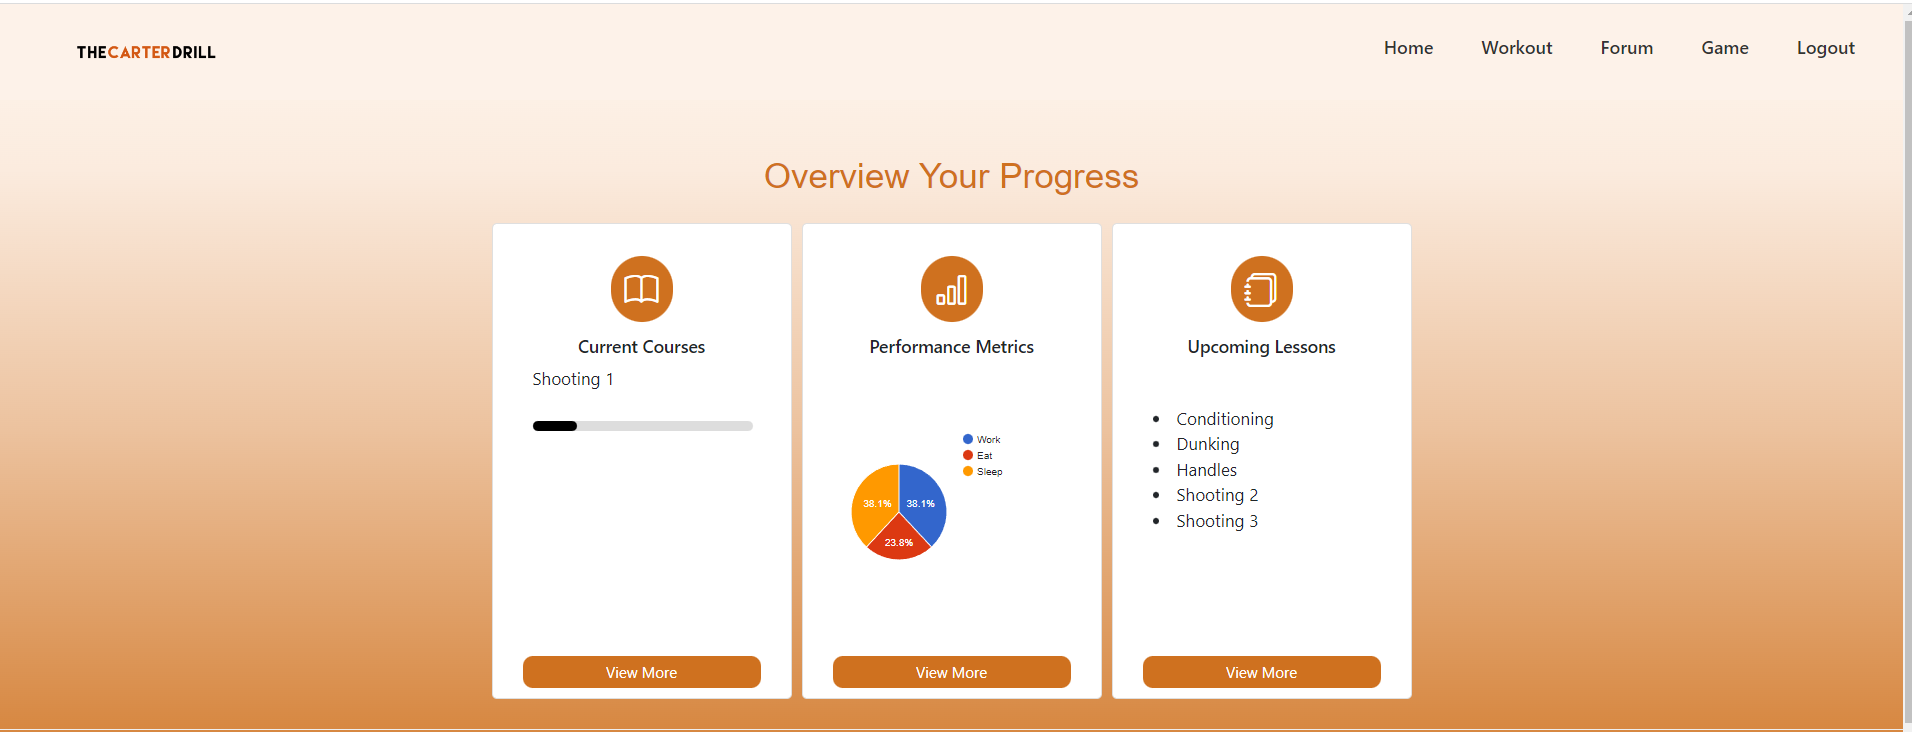 THECARTERDRILL
Home Workout Forum Game Logout
Overview Your Progress
Current Courses
Shooting 1
View More
Performance Metrics
Work
Eat
Sleep
38.1% 38.1%
23.8%
View More
Upcoming Lessons
Conditioning
Dunking
Handles
Shooting 2
Shooting 3
View More